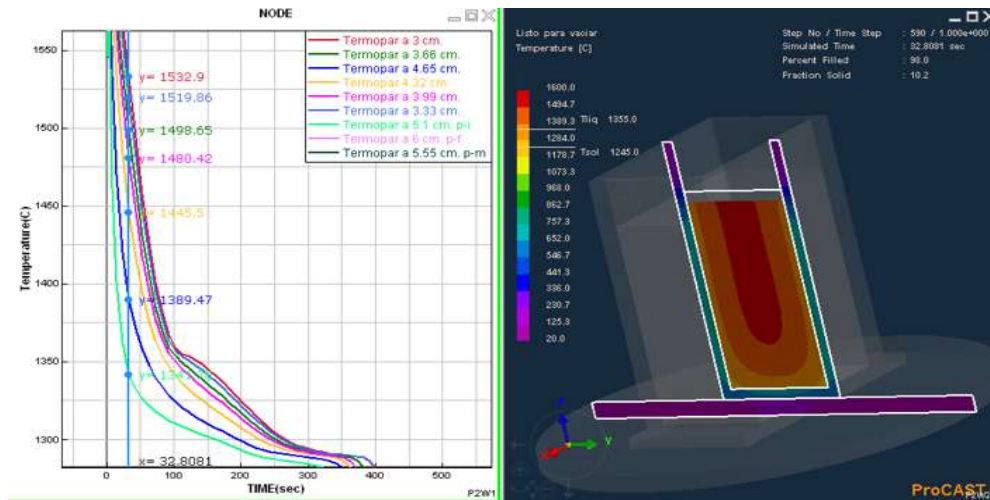 NODE
Termopar a 3 cm.
Termopar a 3.66 cm.
Termopar a 4.65 cm.
Termopar a 4.32 cm.
Termopar a 3.99 cm.
Termopar a 3.33 cm.
Termopar a 5.1 cm. p-i
Termopar a 6 cm. p-f
Termopar a 5.55 cm. p-m
1550
1500
1450
1400
1350
1300
Temperature(C)
y= 1532.9
y= 1519.86
y= 1498.65
y= 1480.42
y= 1445.5
y= 1389.47
x= 32.8081
0
100
200
300
400
500
TIME(sec)
P2W1
Listo para vaciar
Temperature [C]
Step No / Time Step : 590 / 1.000e+000
Simulated Time : 32.8081 sec
Percent Filled : 98.0
Fraction Solid : 10.2
1600.0
1494.7
1389.3
1284.0
1178.7
1073.3
968.0
862.7
757.3
652.0
546.7
441.3
336.0
230.7
125.3
20.0
Tliq 1355.0
Tsol 1245.0
X
Y
ProCAST